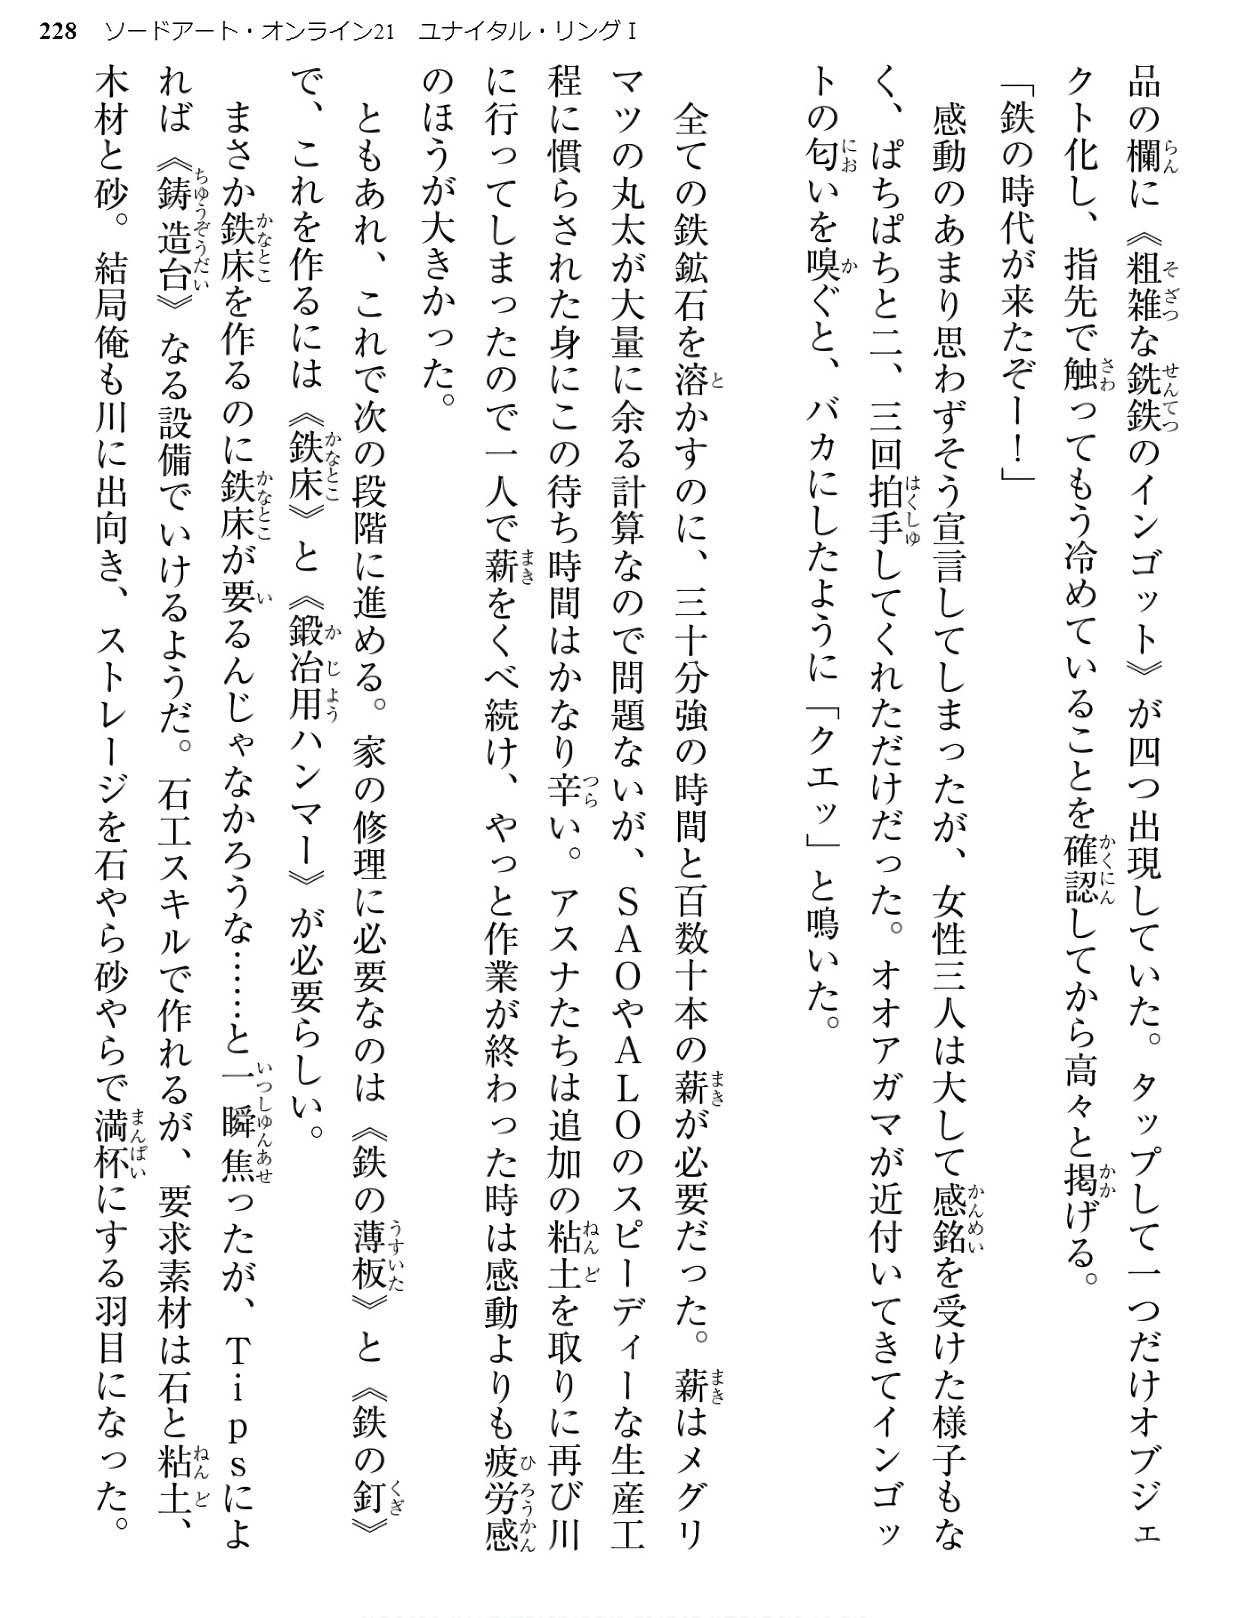 228 ソードアート・オンライン21 ユナイタル・リングⅠ
品の欄に《粗雑な銑鉄のインゴット》が四つ出現していた。タップして一つだけオブジェ
クト化し、指先で触ってもう冷めていることを確認してから高々と掲げる。
「鉄の時代が来たぞー！」
感動のあまり思わずそう宣言してしまったが、女性三人は大して感銘を受けた様子もな
く、ぱちぱちと二、三回拍手してくれただけだった。オオアガマが近付いてきてインゴッ
トの匂いを嗅ぐと、バカにしたように「クエッ」と鳴いた。
全ての鉄鉱石を溶かすのに、三十分強の時間と百数十本の薪が必要だった。薪はメグリ
マツの丸太が大量に余る計算なので問題ないが、ＳＡＯやＡＬＯのスピーディーな生産工
程に慣らされた身にこの待ち時間はかなり辛い。アスナたちは追加の粘土を取りに再び川
に行ってしまったので一人で薪をくべ続け、やっと作業が終わった時は感動よりも疲労感
のほうが大きかった。
ともあれ、これで次の段階に進める。家の修理に必要なのは《鉄の薄板》と《鉄の釘》
で、これを作るには《鉄床》と《鍛冶用ハンマー》が必要らしい。
まさか鉄床を作るのに鉄床が要るんじゃなかろうな……と一瞬焦ったが、Ｔｉｐｓによ
れば《鋳造台》なる設備でいけるようだ。石工スキルで作れるが、要求素材は石と粘土、
木材と砂。結局俺も川に出向き、ストレージを石やら砂やらで満杯にする羽目になった。